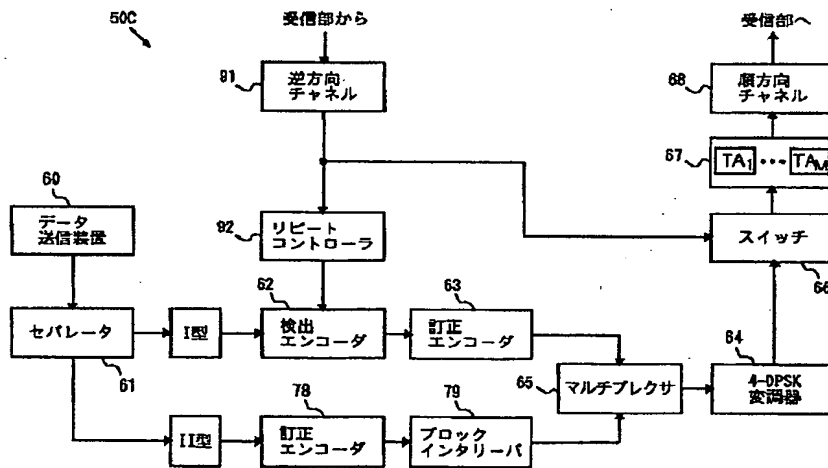 50C
受信部から
受信部へ
91
逆方向
チャネル
68
順方向
チャネル
67
TA1 ••• TAM
60
データ
送信装置
92
リピート
コントローラ
スイッチ
66
62
63
64
セパレータ
61
I型
検出
エンコーダ
訂正
エンコーダ
65
マルチプレクサ
4-DPSK
変調器
78
79
II型
訂正
エンコーダ
ブロック
インタリーバ